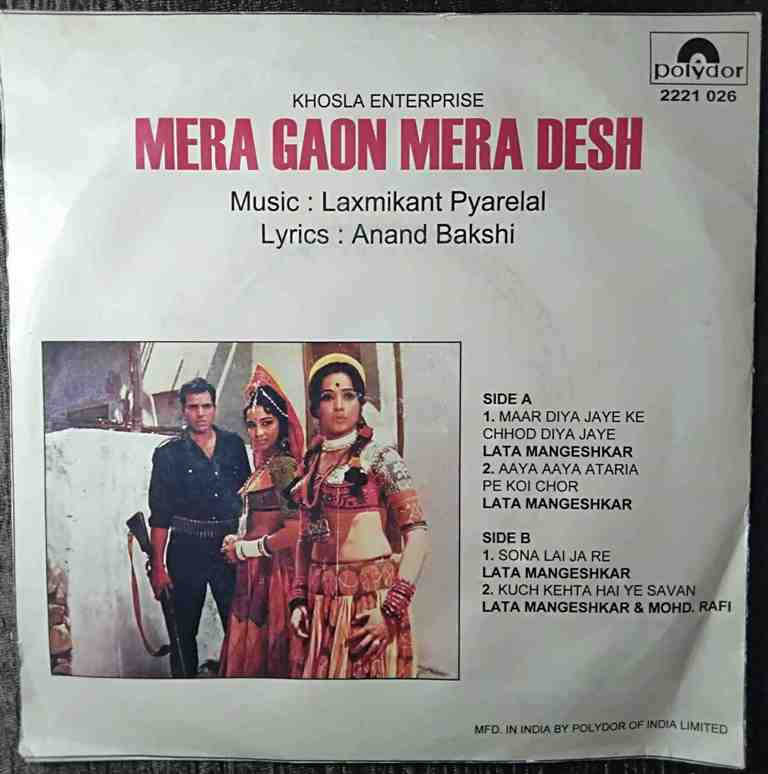 polydor
2221 026
KHOSLA ENTERPRISE
MERA GAON MERA DESH
Music : Laxmikant Pyarelal
Lyrics : Anand Bakshi
SIDE A
1. MAAR DIYA JAYE KE
CHHOD DIYA JAYE
LATA MANGESHKAR
2. AAYA AAYA ATARIA
PE KOI CHOR
LATA MANGESHKAR
SIDE B
1. SONA LAI JA RE
LATA MANGESHKAR
2. KUCH KEHTA HAI YE SAVAN
LATA MANGESHKAR & MOHD. RAFI
MFD. IN INDIA BY POLYDOR OF INDIA LIMITED